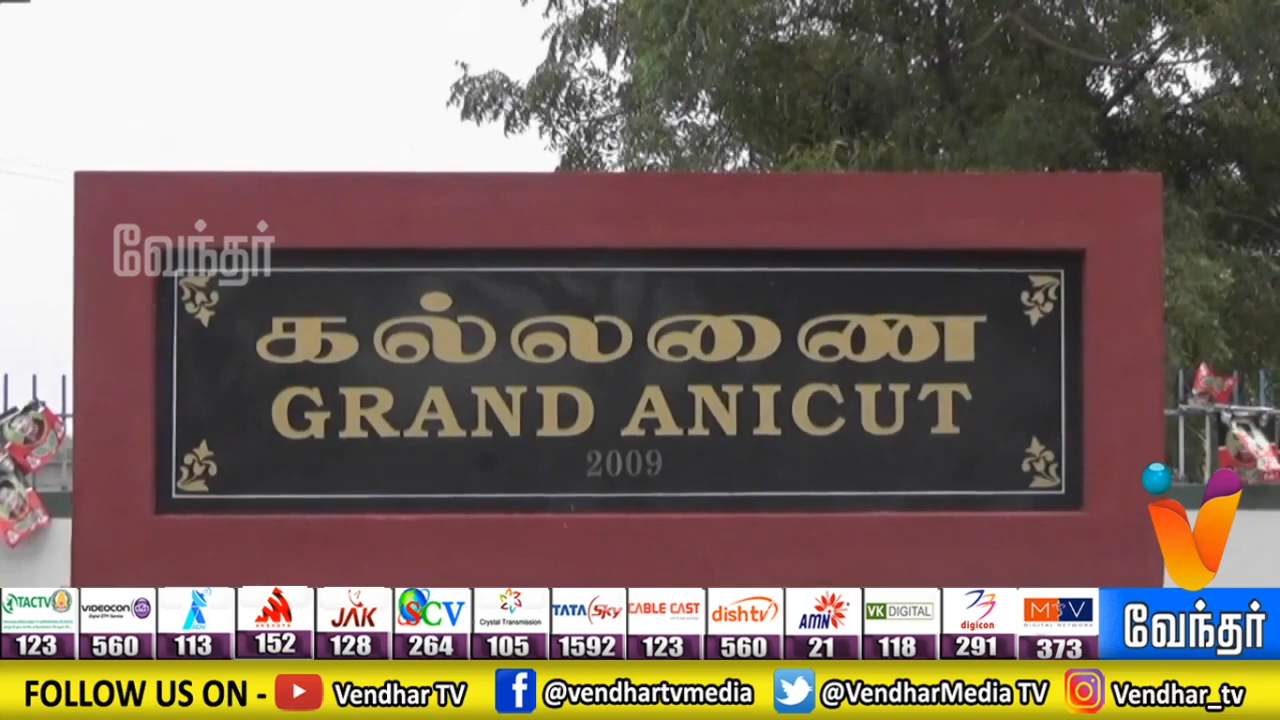 வேந்தர்
கல்லணை
GRAND ANICUT
2009
TACTV VIDEOCON JAK SCV Crystal Transmission TATA Sky CABLE CAST dishtv AMN VK DIGITAL digicon
123 560 113 152 128 264 105 1592 123 560 21 118 291 373
வேந்தர்
FOLLOW US ON - Vendhar TV @vendhartvmedia @VendharMedia TV Vendhar_tv